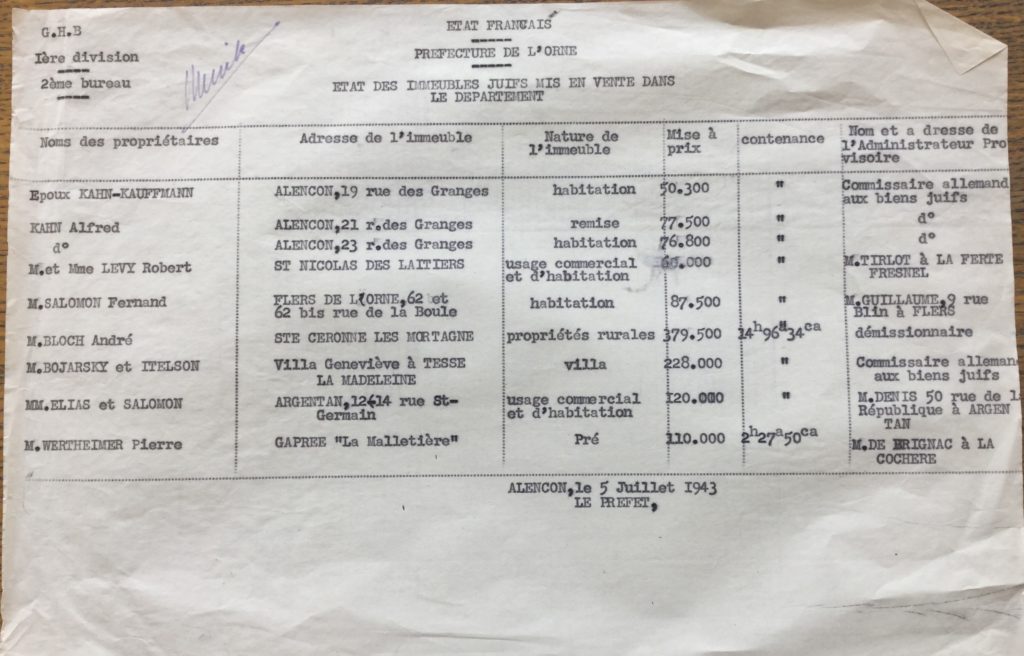 G.H.B
Ière division
2ème bureau
ETAT FRANCAIS
PREFECTURE DE L'ORNE
ETAT DES IMMEUBLES JUIFS MIS EN VENTE DANS
LE DEPARTEMENT
Noms des propriétaires Adresse de l'immeuble Nature de l'immeuble Mise à prix contenance Nom et a dresse de l'Administrateur Pro visoire
Epoux KAHN-KAUFFMANN ALENCON,19 rue des Granges habitation 50.300 " Commissaire allemand
aux biens juifs
KAHN Alfred ALENCON,21 r.des Granges remise 77.500 " d°
d° ALENCON,23 r.des Granges habitation 76.800 " d°
M.et Mme LEVY Robert ST NICOLAS DES LAITIERS usage commercial 60.000 " M.TIRLOT À LA FERTE
et d'habitation FRESNEL
M.SALOMON Fernand FLERS DE L'ORNE,62 et habitation 87.500 " M.GUILLAUME,9 rue
62 bis rue de la Boule Blin à FLERS
M.BLOCH André STE CERONNE LES MORTAGNE propriétés rurales 379.500 14h96a34ca démissionnaire
M.BOJARSKY et ITELSON Villa Geneviève à TESSE villa 228.000 " Commissaire alleman
LA MADELEINE aux biens juifs
MM.ELIAS et SALOMON ARGENTAN,12-14 rue St- usage commercial 120.000 " M.DENIS 50 rue de l
Germain et d'habitation République à ARGEN
TAN
M.WERTHEIMER Pierre GAPREE "La Malletière" Pré 110.000 2h27a50ca M.DE BRIGNAC à LA
COCHERE
ALENCON,le 5 Juillet 1943
LE PREFET,